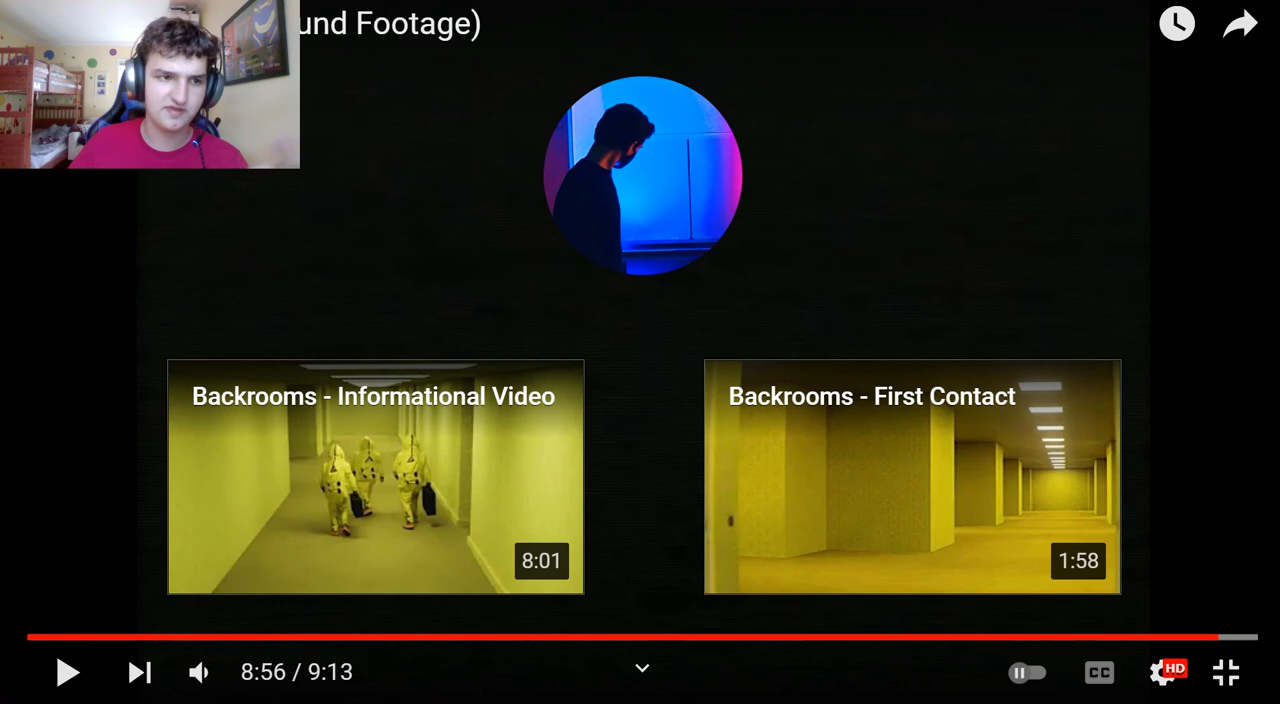 und Footage)
Backrooms - Informational Video
8:01
Backrooms - First Contact
1:58
8:56 / 9:13
CC
HD